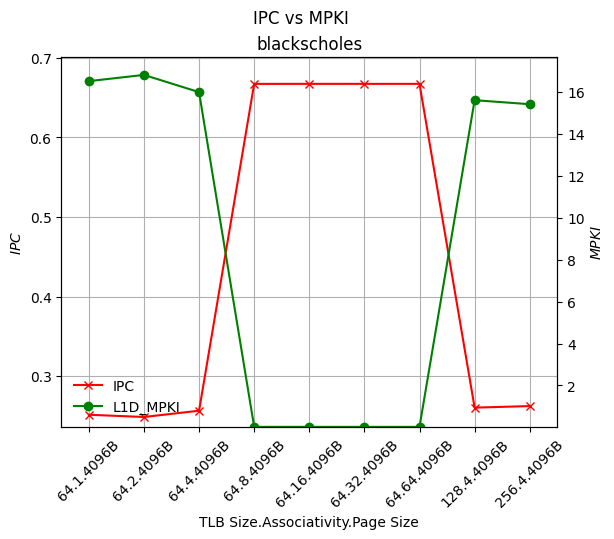 IPC vs MPKI
blackscholes
0.7
0.6
0.5
0.4
0.3
IPC
16
14
12
10
8
6
4
2
MPKI
IPC
L1D_MPKI
64.1.4096B
64.2.4096B
64.4.4096B
64.8.4096B
64.16.4096B
64.32.4096B
64.64.4096B
128.4.4096B
256.4.4096B
TLB Size.Associativity.Page Size